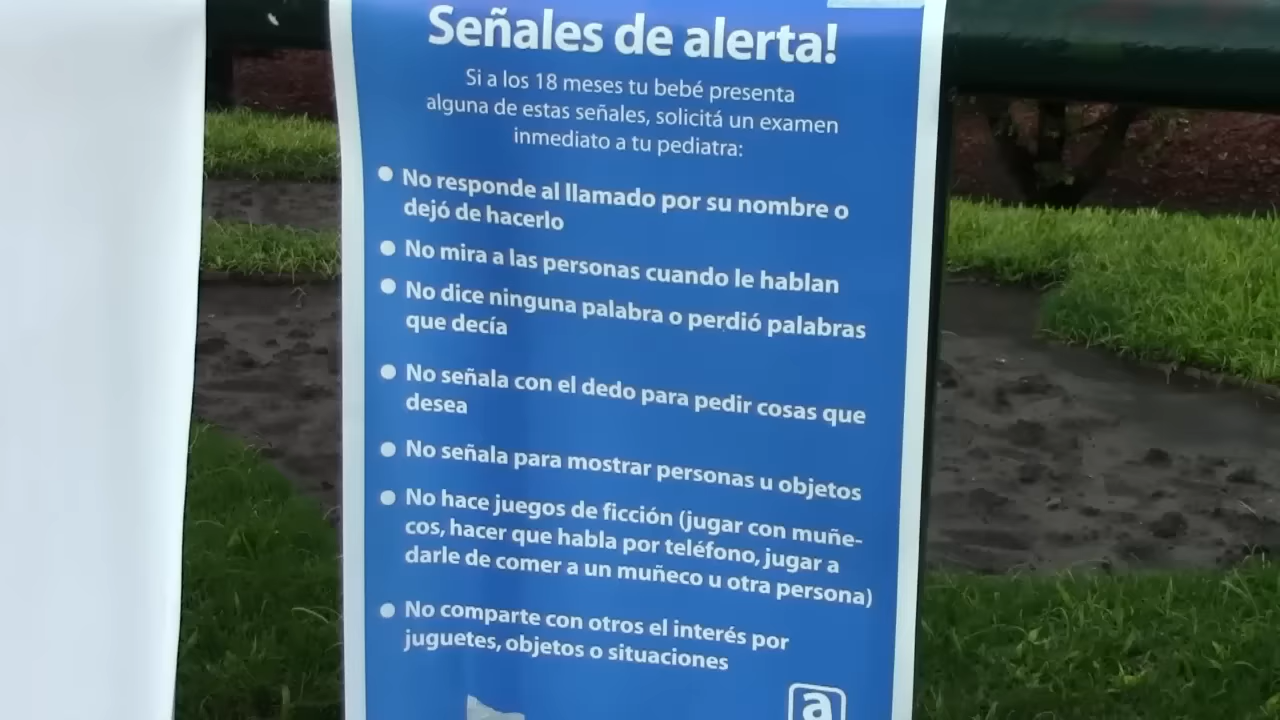 Señales de alerta!
Si a los 18 meses tu bebé presenta
alguna de estas señales, solicitá un examen
inmediato a tu pediatra:
● No responde al llamado por su nombre o
dejó de hacerlo
● No mira a las personas cuando le hablan
● No dice ninguna palabra o perdió palabras
que decía
● No señala con el dedo para pedir cosas que
desea
● No señala para mostrar personas u objetos
● No hace juegos de ficción (jugar con muñe-
cos, hacer que habla por teléfono, jugar a
darle de comer a un muñeco u otra persona)
● No comparte con otros el interés por
juguetes, objetos o situaciones
a